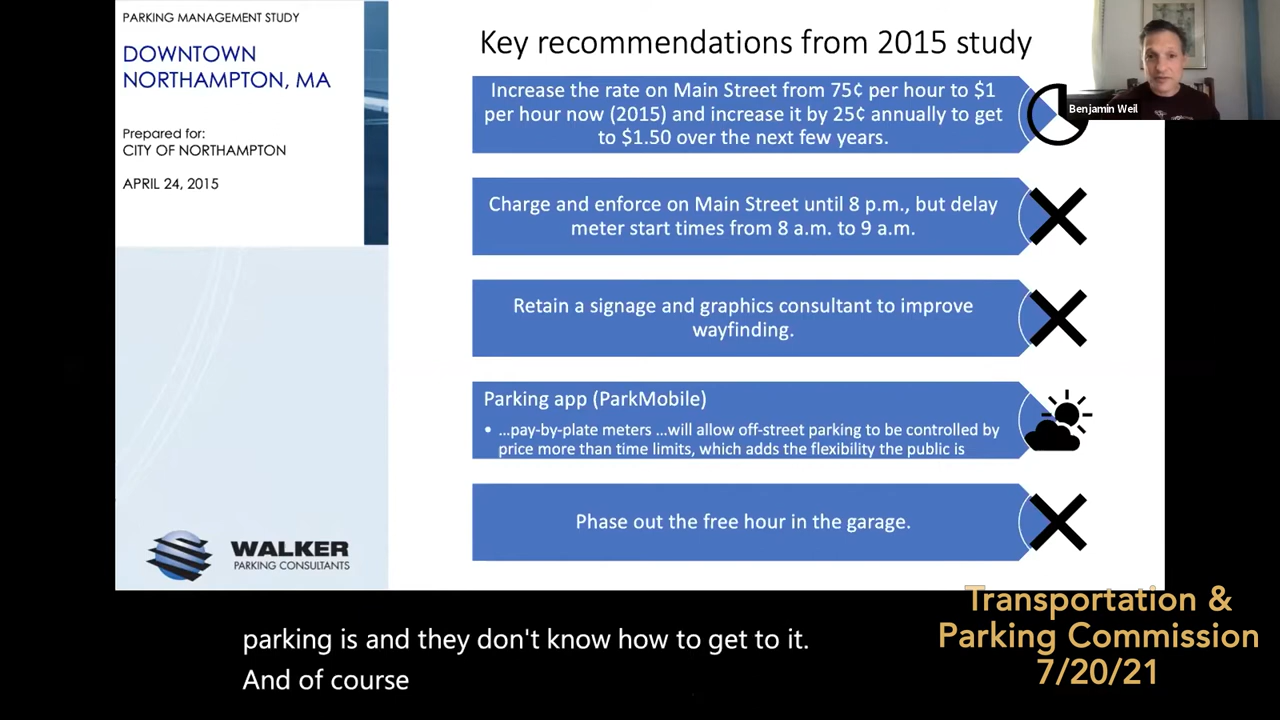 PARKING MANAGEMENT STUDY
DOWNTOWN
NORTHAMPTON, MA
Prepared for:
CITY OF NORTHAMPTON
APRIL 24, 2015
WALKER
PARKING CONSULTANTS
Key recommendations from 2015 study
Increase the rate on Main Street from 75¢ per hour to $1
per hour now (2015) and increase it by 25¢ annually to get
to $1.50 over the next few years.
Charge and enforce on Main Street until 8 p.m., but delay
meter start times from 8 a.m. to 9 a.m.
Retain a signage and graphics consultant to improve
wayfinding.
Parking app (ParkMobile)
• …pay-by-plate meters …will allow off-street parking to be controlled by
price more than time limits, which adds the flexibility the public is
Phase out the free hour in the garage.
Benjamin Weil
parking is and they don't know how to get to it.
And of course
Transportation &
Parking Commission
7/20/21